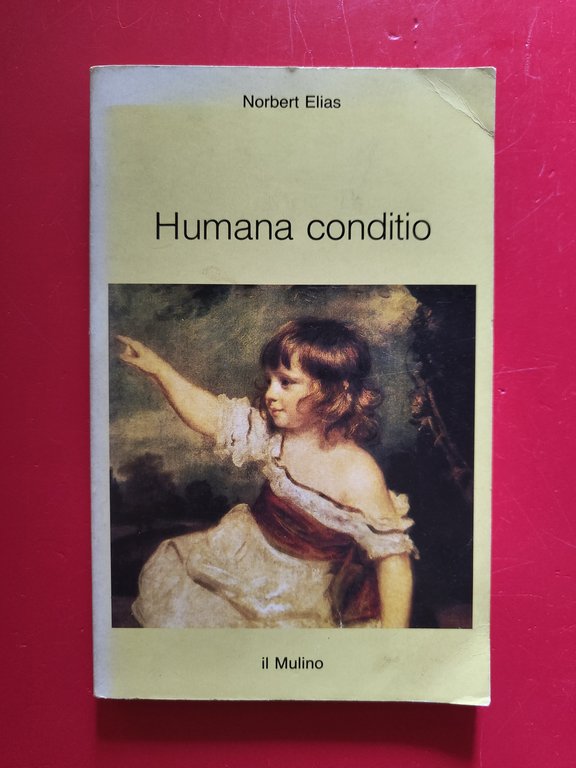 Norbert Elias
Humana conditio
il Mulino